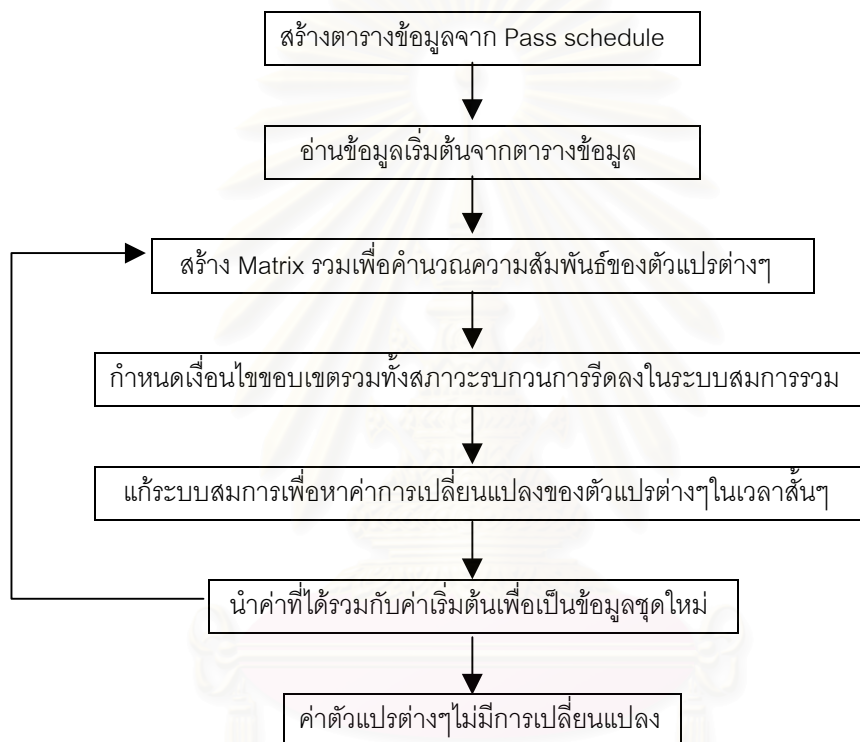 สร้างตารางข้อมูลจาก Pass schedule
อ่านข้อมูลเริ่มต้นจากตารางข้อมูล
สร้าง Matrix รวมเพื่อคำนวณความสัมพันธ์ของตัวแปรต่างๆ
กำหนดเงื่อนไขขอบเขตรวมทั้งสภาวะรบกวนการรีดลงในระบบสมการรวม
แก้ระบบสมการเพื่อหาค่าการเปลี่ยนแปลงของตัวแปรต่างๆในเวลาสั้นๆ
นำค่าที่ได้รวมกับค่าเริ่มต้นเพื่อเป็นข้อมูลชุดใหม่
ค่าตัวแปรต่างๆไม่มีการเปลี่ยนแปลง